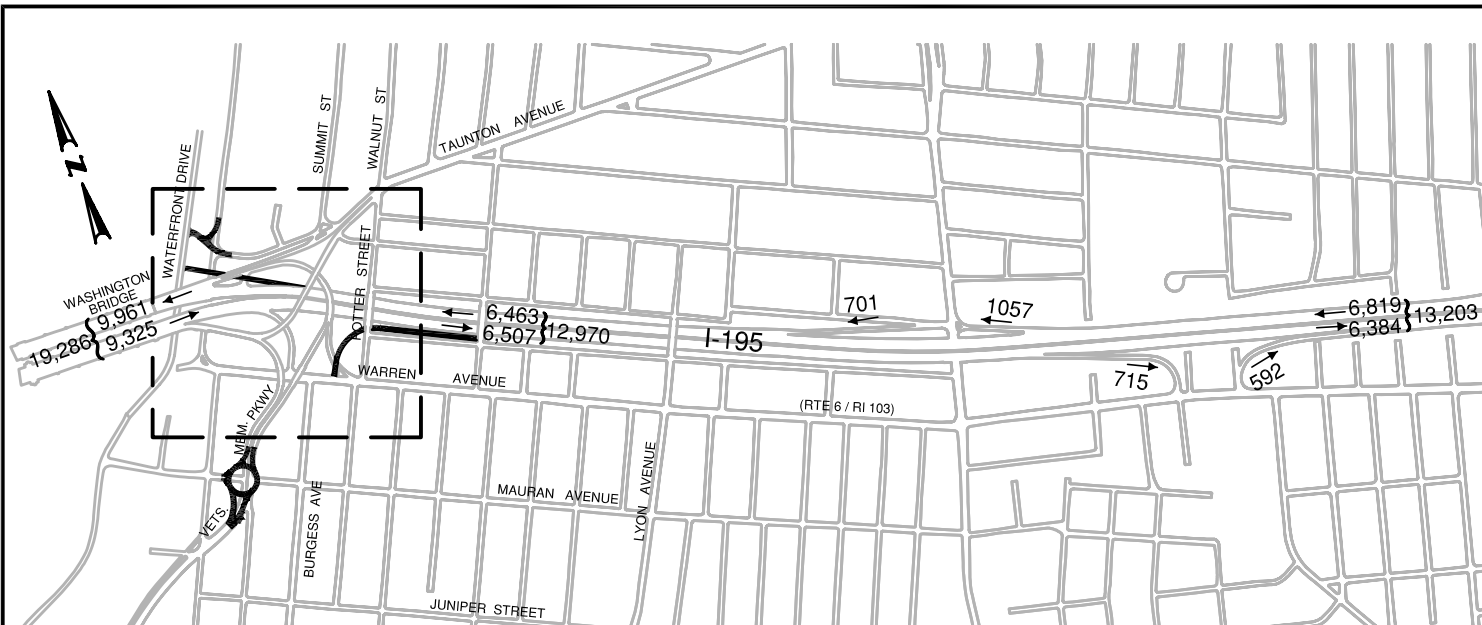 SUMMIT ST
WALNUT ST
TAUNTON AVENUE
WATERFRONT DRIVE
N
POTTER STREET
WASHINGTON
BRIDGE
9,961
9,325
19,286
6,463
6,507
12,970
I-195
701
1057
6,819
6,384
13,203
715
592
WARREN AVENUE
(RTE 6 / RI 103)
VETS. MEM. PKWY
BURGESS AVE
MAURAN AVENUE
LYON AVENUE
JUNIPER STREET